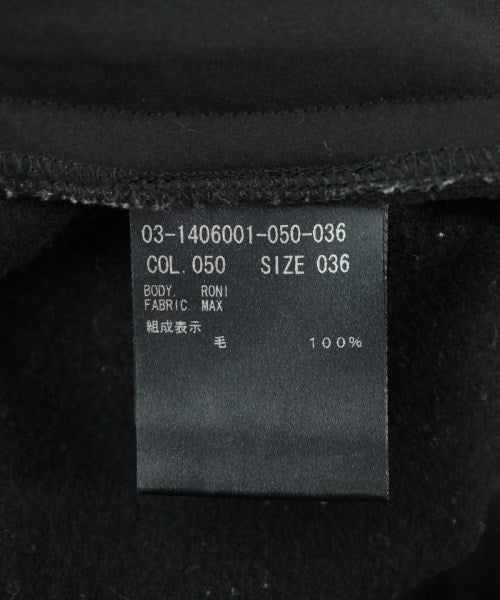 03-1406001-050-036
COL.050 SIZE 036
BODY. RONI
FABRIC MAX
組成表示
毛 100%